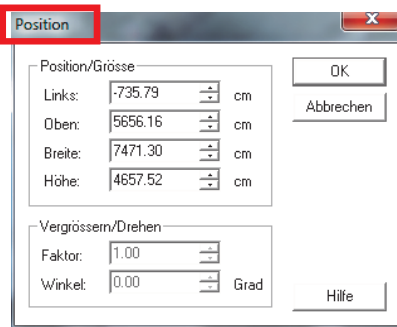 Position
Position/Grösse
Links: -735.79 cm
Oben: 5656.16 cm
Breite: 7471.30 cm
Höhe: 4657.52 cm
OK
Abbrechen
Vergrössern/Drehen
Faktor: 1.00
Winkel: 0.00 Grad
Hilfe